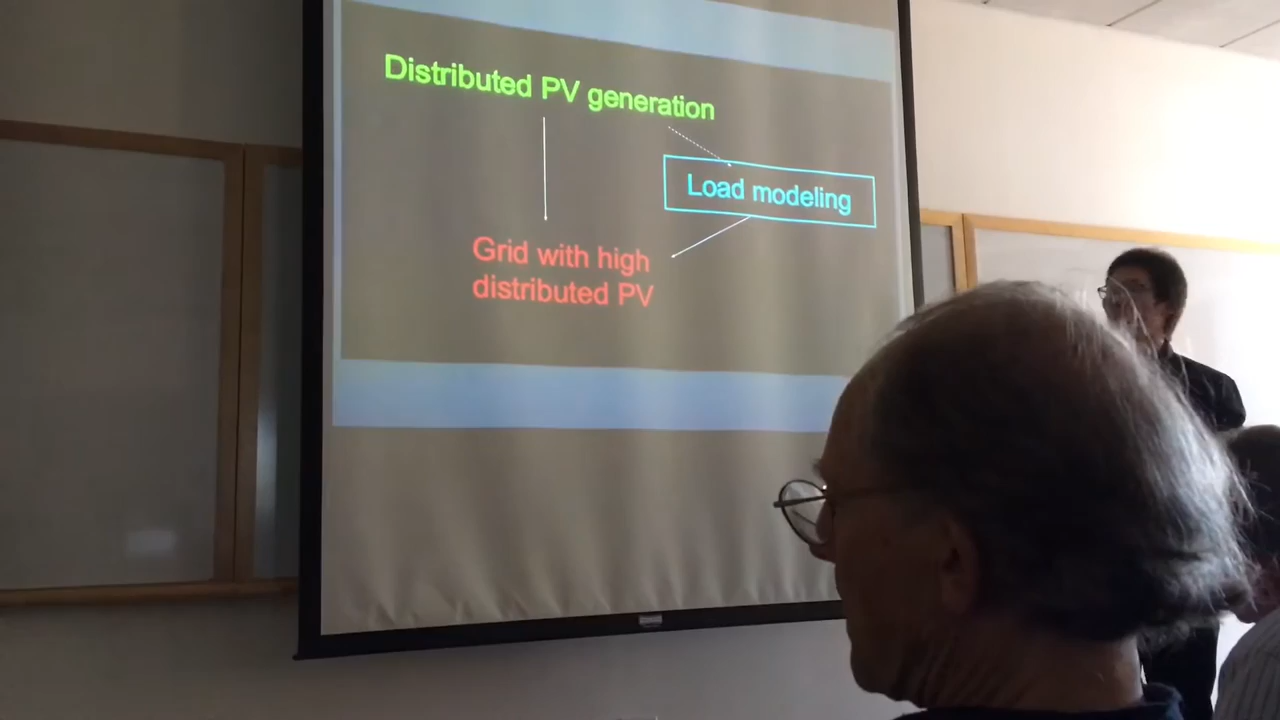 Distributed PV generation
Load modeling
Grid with high
distributed PV